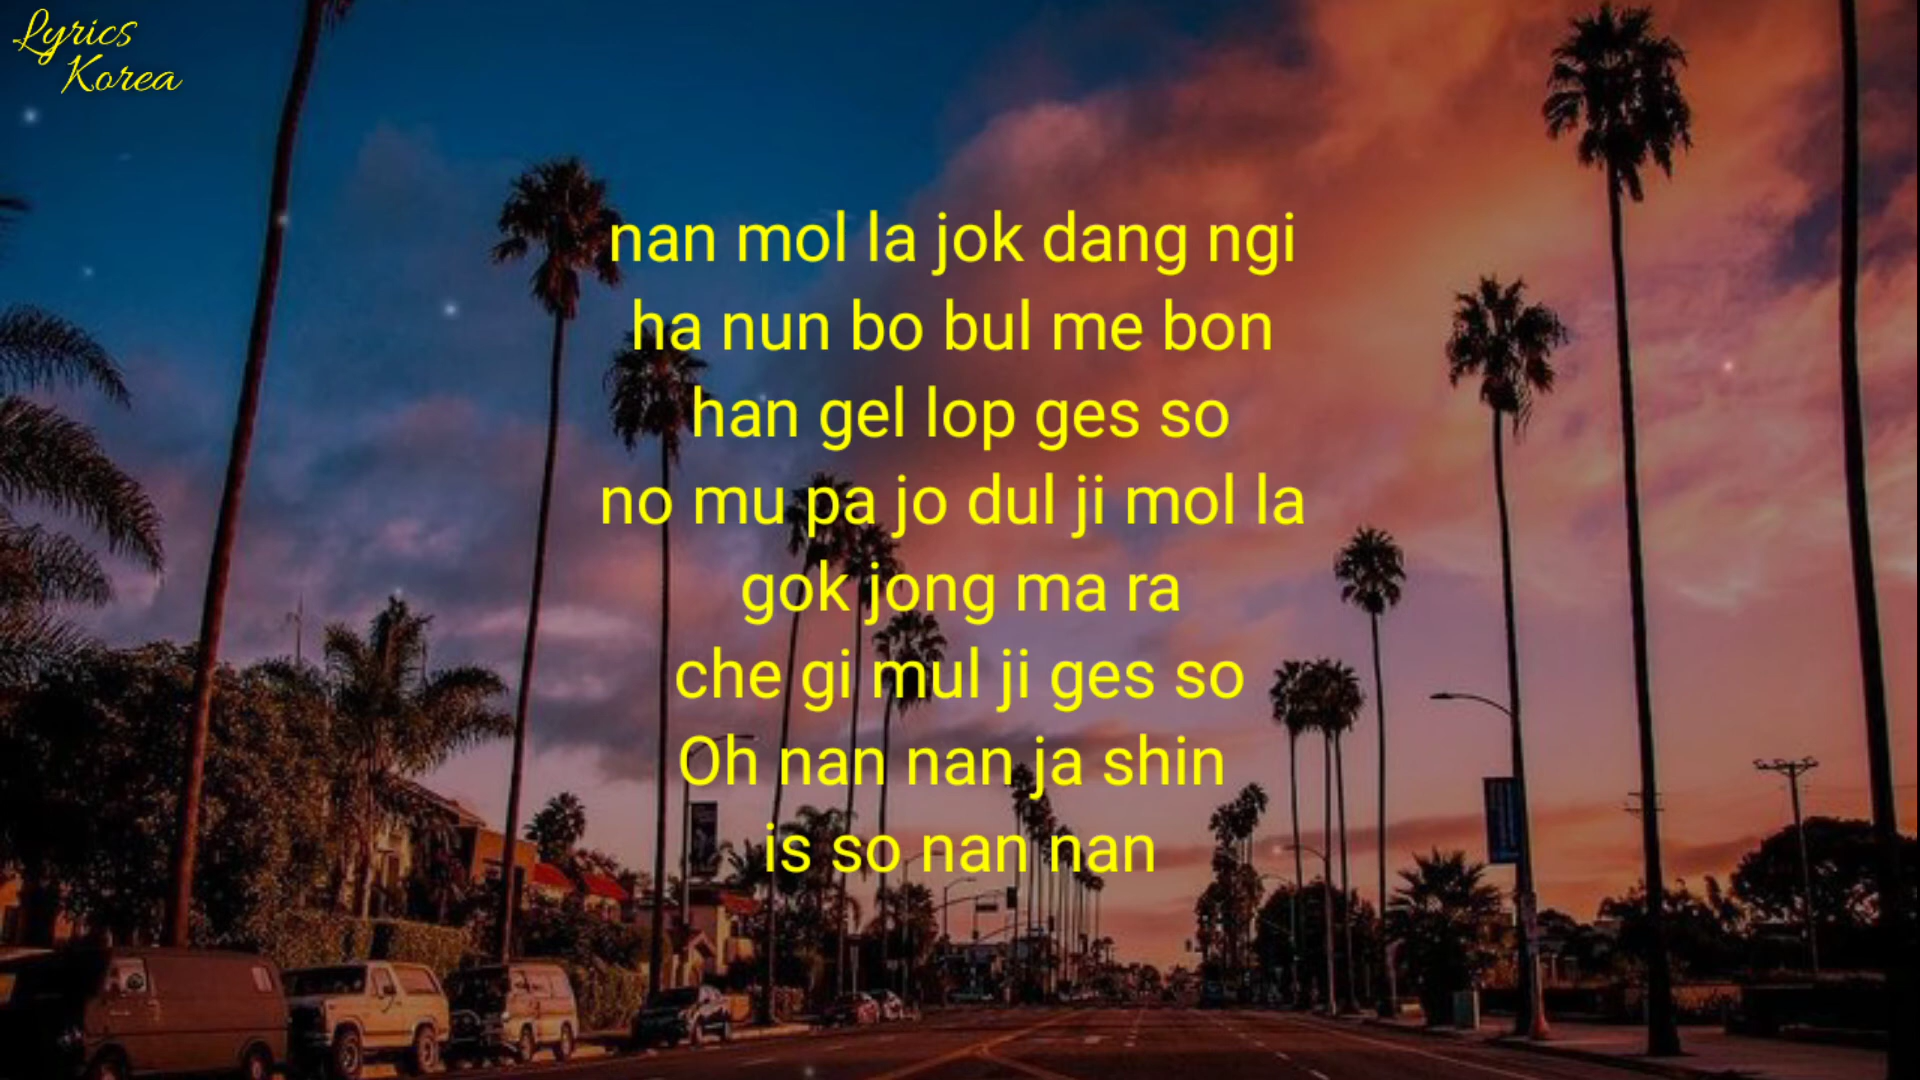 Lyrics
Korea
nan mol la jok dang ngi
ha nun bo bul me bon
han gel lop ges so
no mu pa jo dul ji mol la
gok jong ma ra
che gi mul ji ges so
Oh nan nan ja shin
is so nan nan